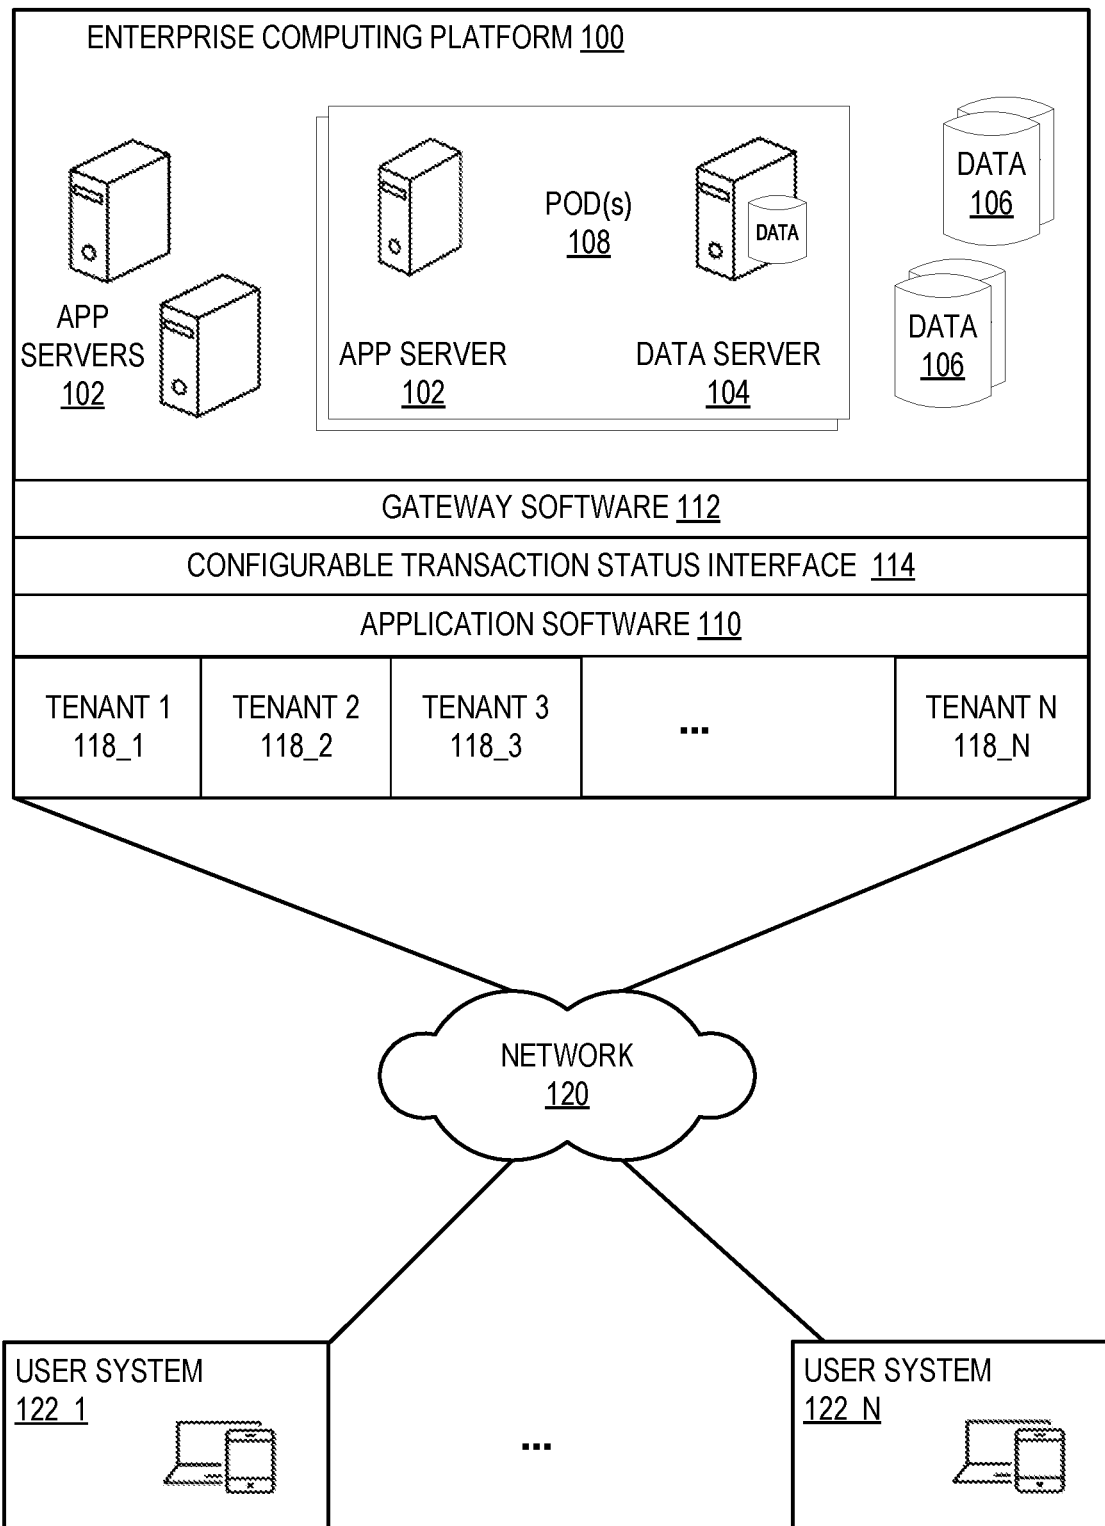 ENTERPRISE COMPUTING PLATFORM 100
APP
SERVERS
102
POD(s)
108
APP SERVER
102
DATA
DATA SERVER
104
DATA
106
DATA
106
GATEWAY SOFTWARE 112
CONFIGURABLE TRANSACTION STATUS INTERFACE 114
APPLICATION SOFTWARE 110
TENANT 1
118_1
TENANT 2
118_2
TENANT 3
118_3
...
TENANT N
118_N
NETWORK
120
USER SYSTEM
122_1
...
USER SYSTEM
122_N